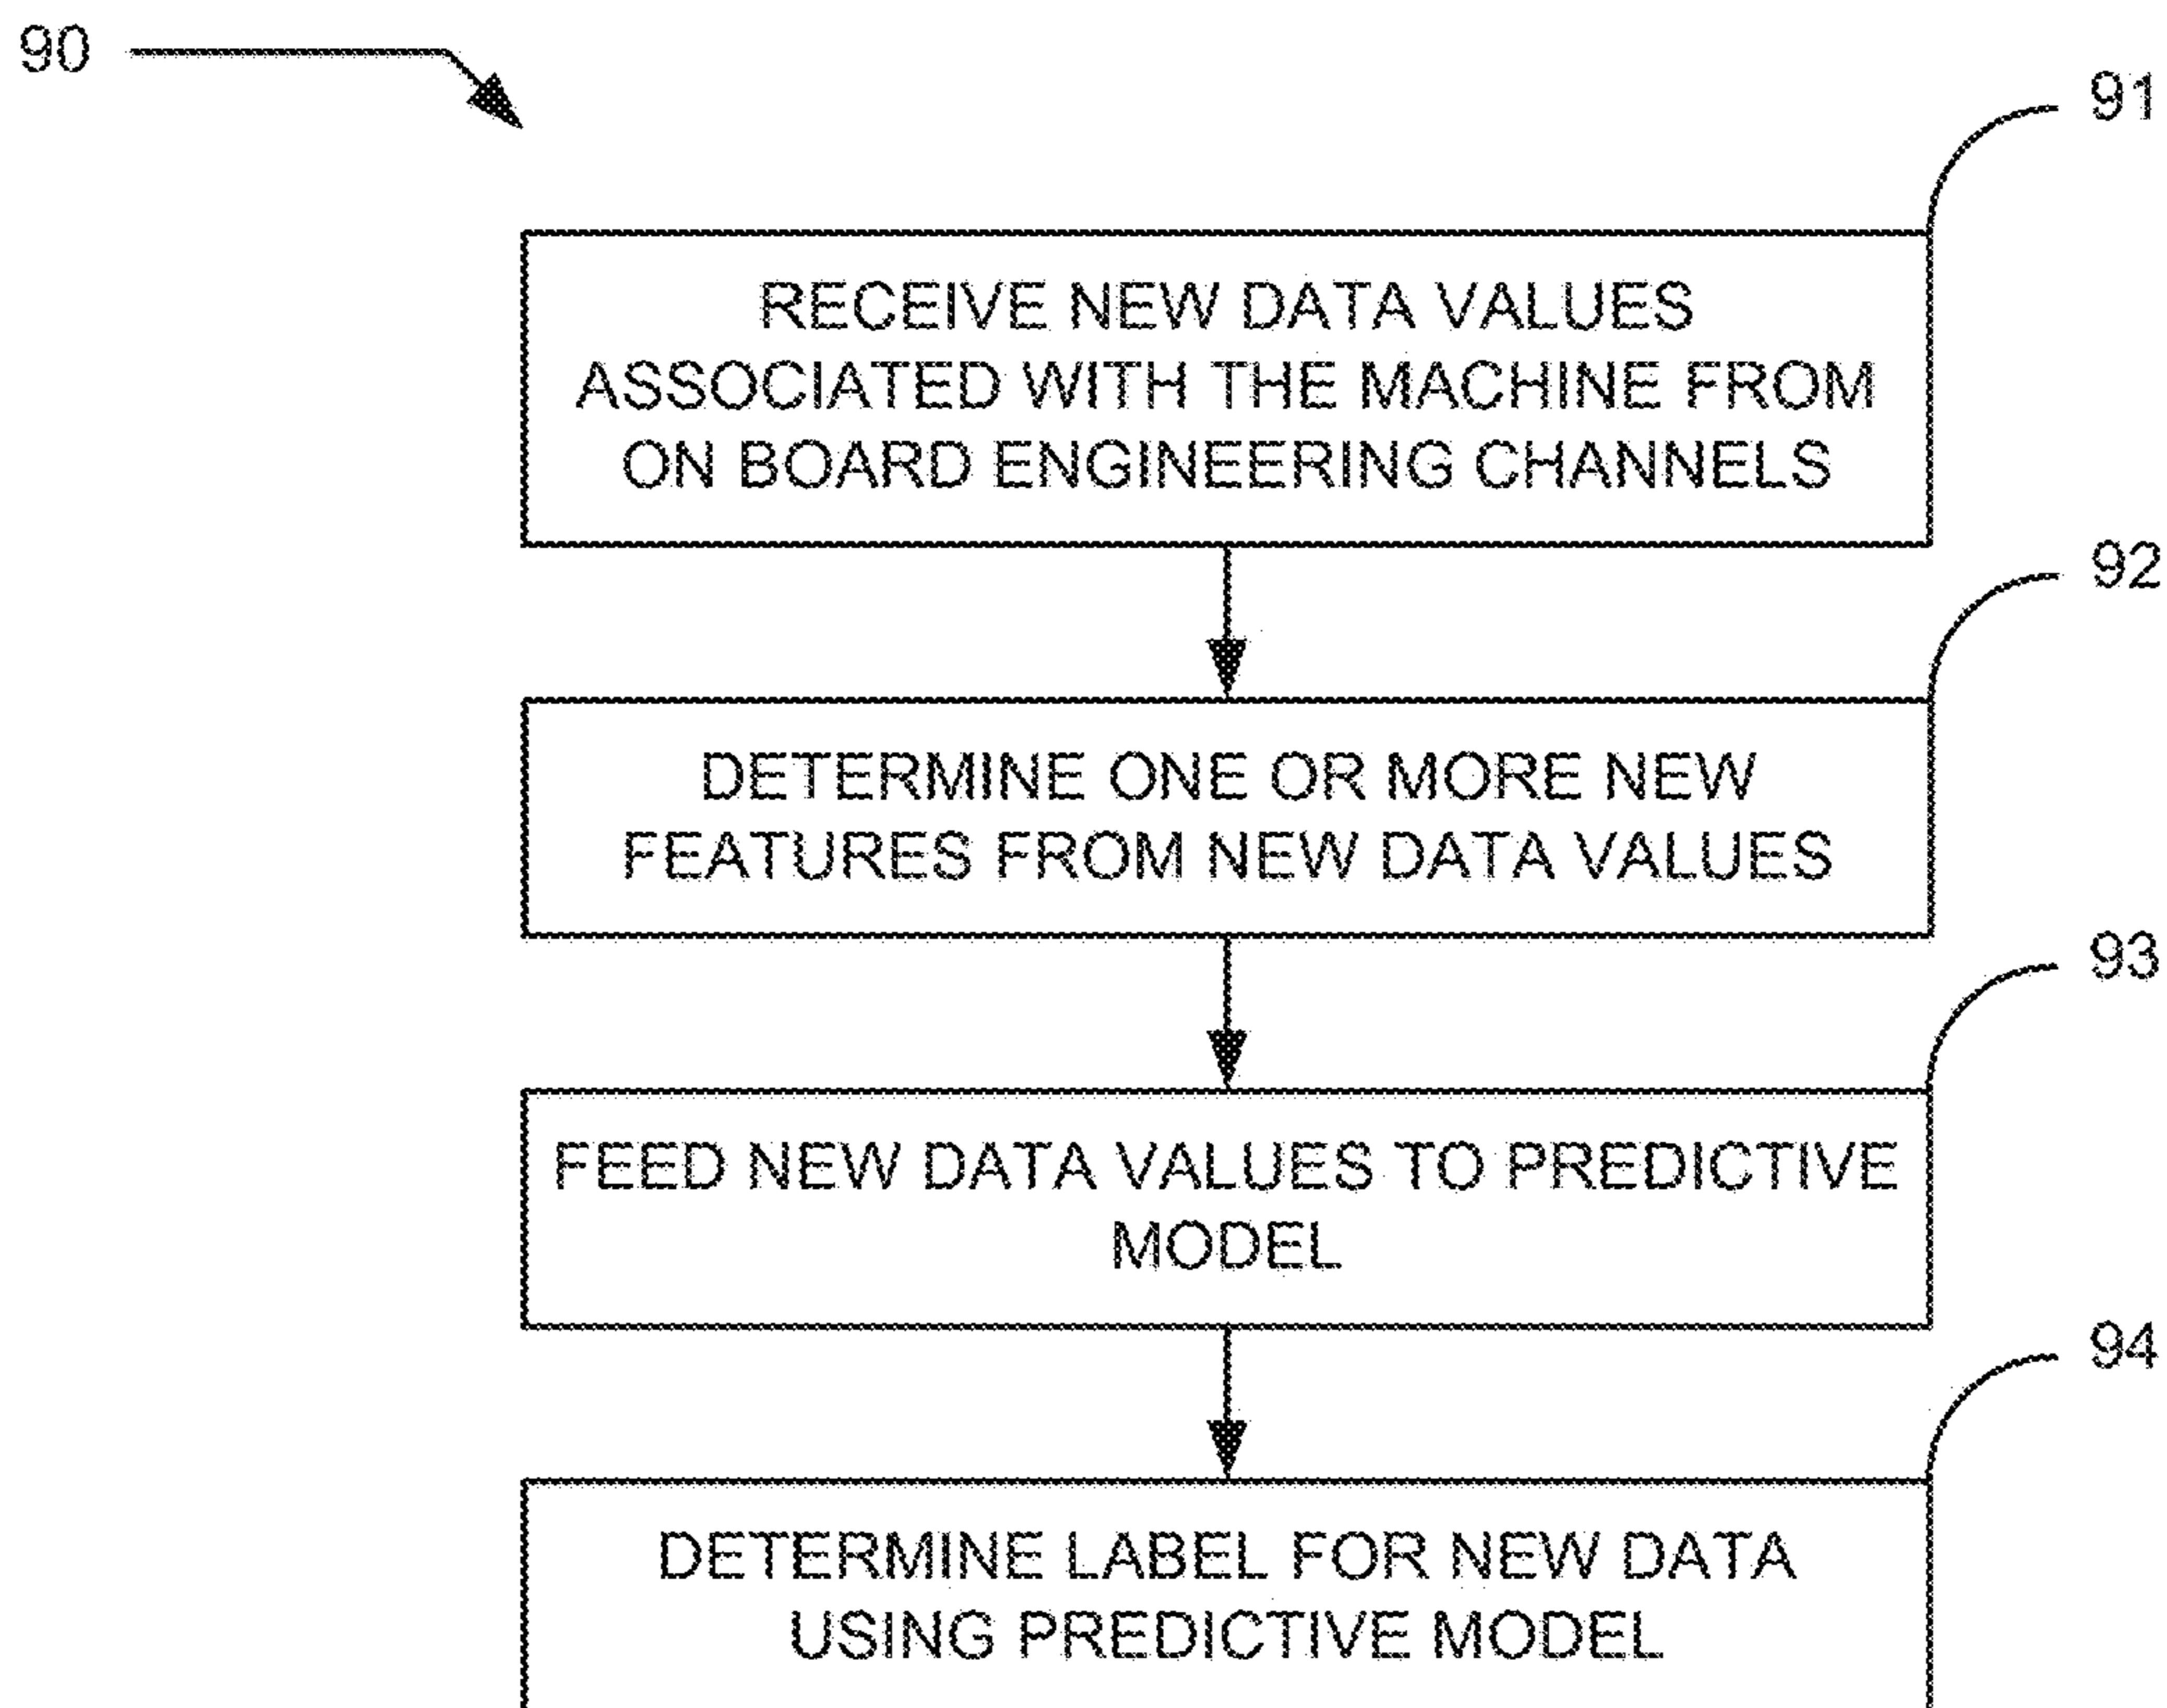 90
91
RECEIVE NEW DATA VALUES
ASSOCIATED WITH THE MACHINE FROM
ON BOARD ENGINEERING CHANNELS
92
DETERMINE ONE OR MORE NEW
FEATURES FROM NEW DATA VALUES
93
FEED NEW DATA VALUES TO PREDICTIVE
MODEL
94
DETERMINE LABEL FOR NEW DATA
USING PREDICTIVE MODEL